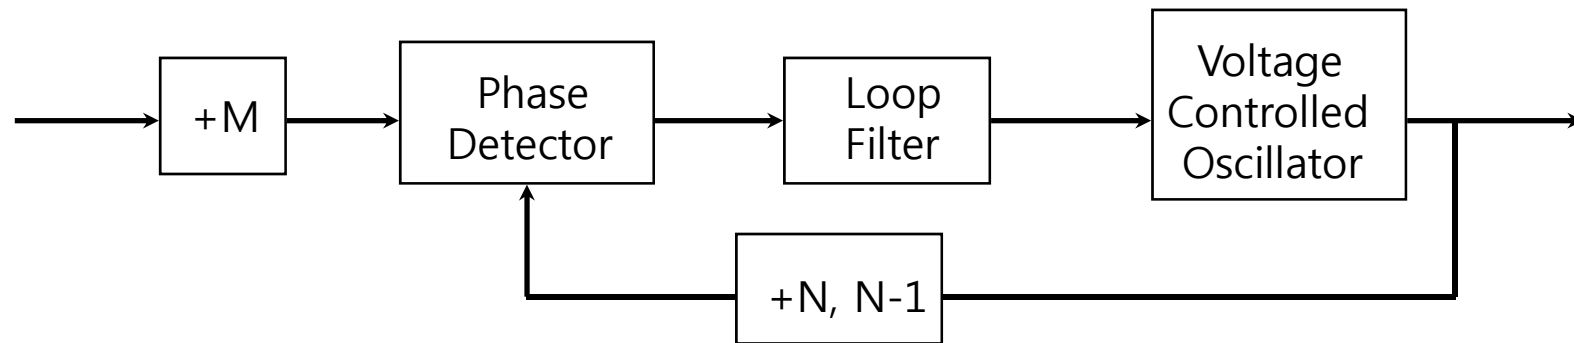 +M
Phase
Detector
Loop
Filter
Voltage
Controlled
Oscillator
+N, N-1